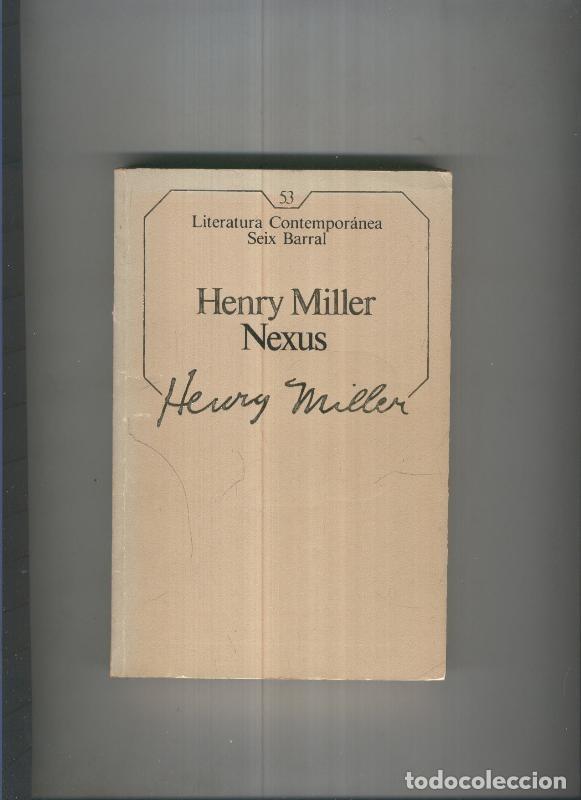 53
Literatura Contemporánea
Seix Barral
Henry Miller
Nexus
Henry Miller
todocoleccion